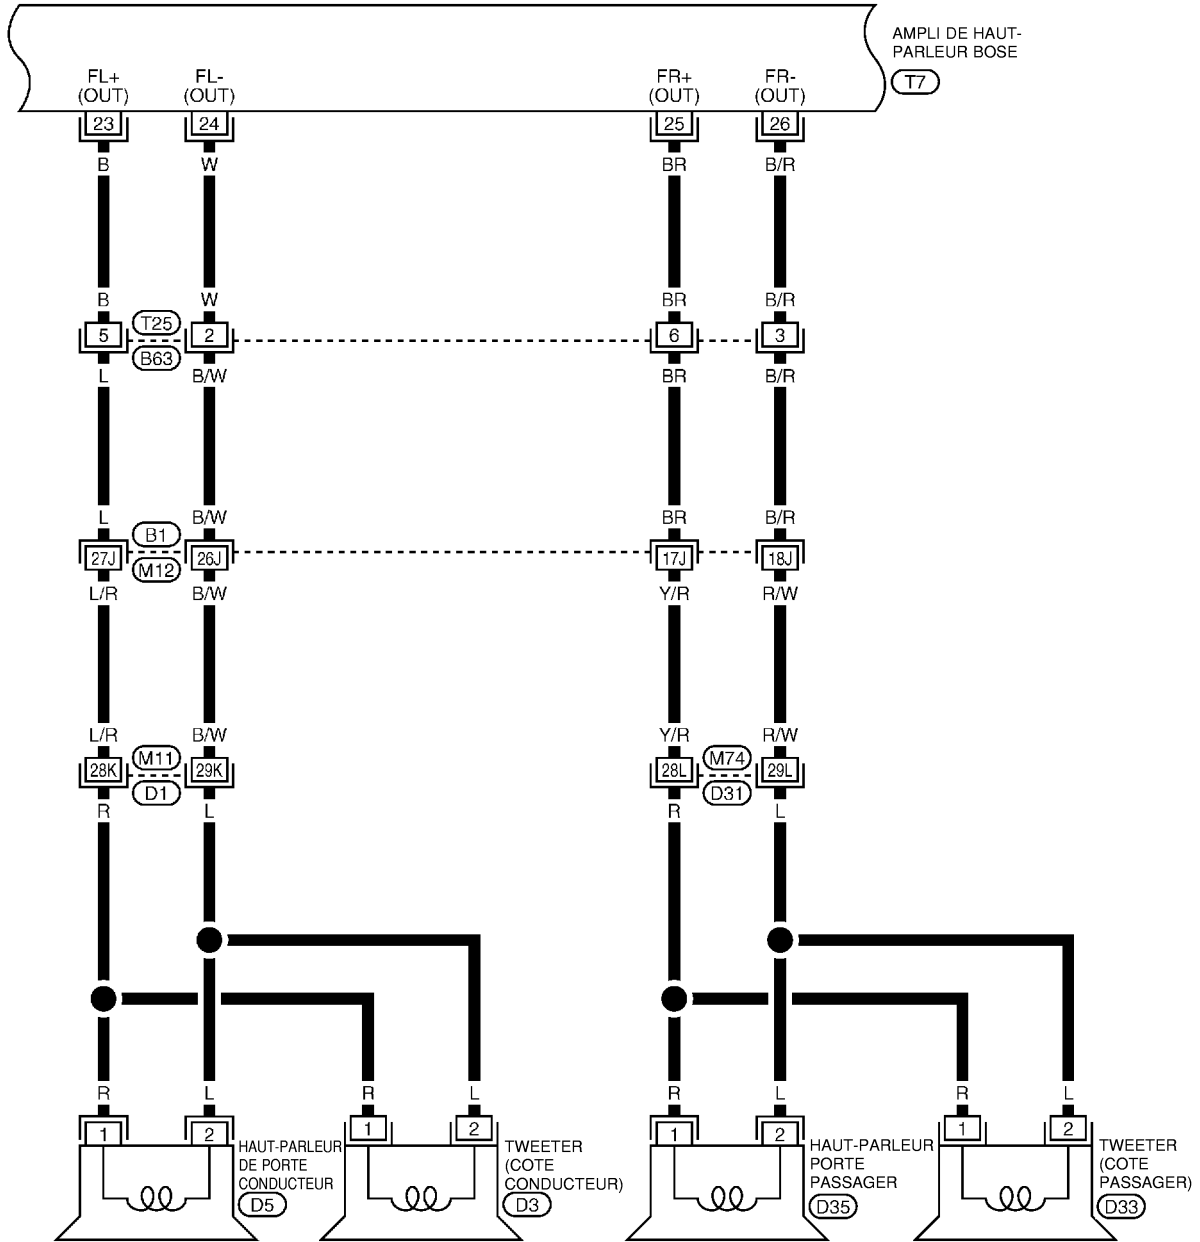 AMPLI DE HAUT-
PARLEUR BOSE
T7
FL+ FL- FR+ FR-
(OUT) (OUT) (OUT) (OUT)
23 24 25 26
B W BR B/R
B W BR B/R
5 T25 2 6 3
B63
L B/W BR B/R
L B/W BR B/R
B1
27J 26J 17J 18J
M12
L/R B/W Y/R R/W
L/R B/W Y/R R/W
M11 M74
28K 29K 28L 29L
D1 D31
R L R L
R L R L R L R L
1 2 1 2 1 2 1 2
HAUT-PARLEUR
DE PORTE
CONDUCTEUR
D5
TWEETER
(COTE
CONDUCTEUR)
D3
HAUT-PARLEUR
PORTE
PASSAGER
D35
TWEETER
(COTE
PASSAGER)
D33